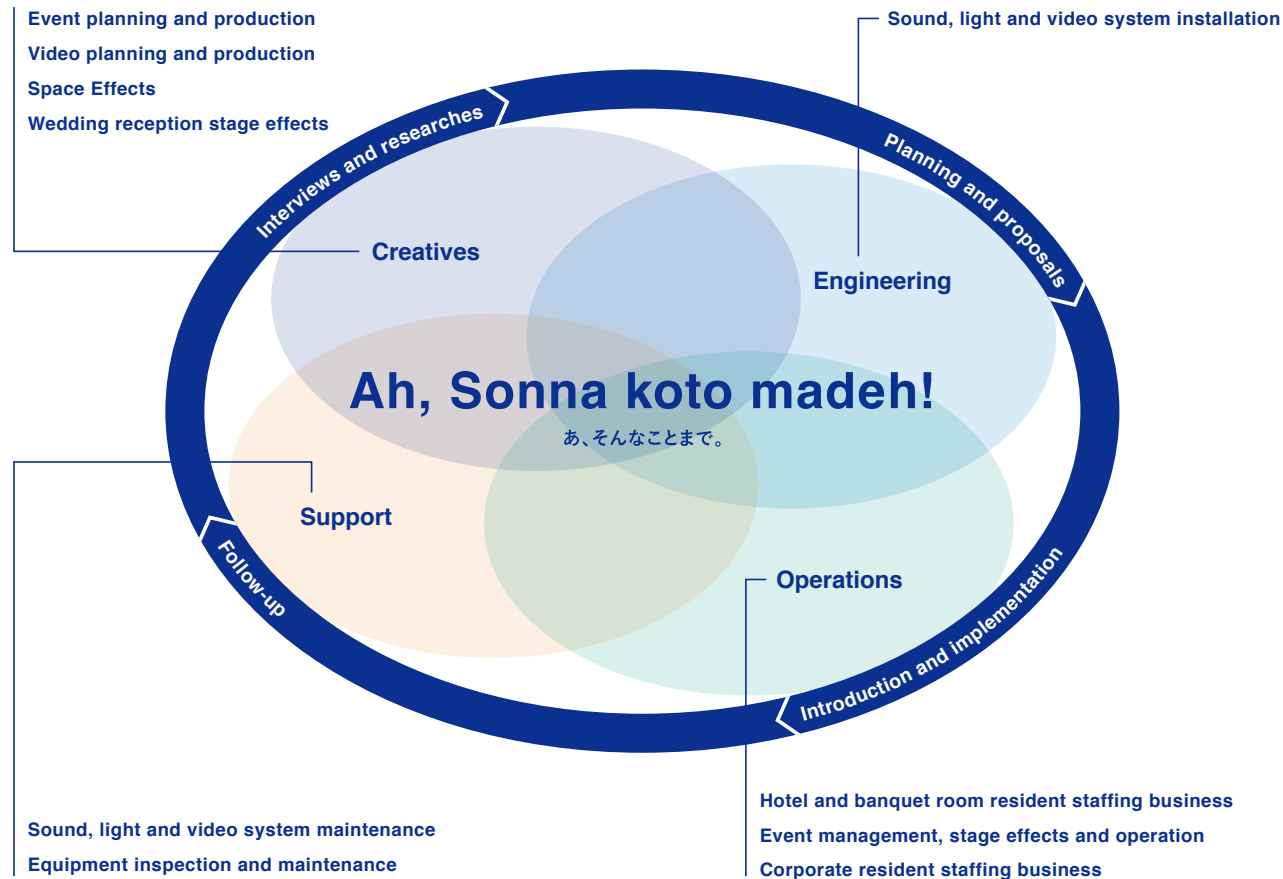 Event planning and production
Video planning and production
Space Effects
Wedding reception stage effects
Sound, light and video system installation
Interviews and researches
Planning and proposals
Creatives
Engineering
Ah, Sonna koto madeh!
あ、そんなことまで。
Support
Operations
Follow-up
Introduction and implementation
Sound, light and video system maintenance
Equipment inspection and maintenance
Hotel and banquet room resident staffing business
Event management, stage effects and operation
Corporate resident staffing business